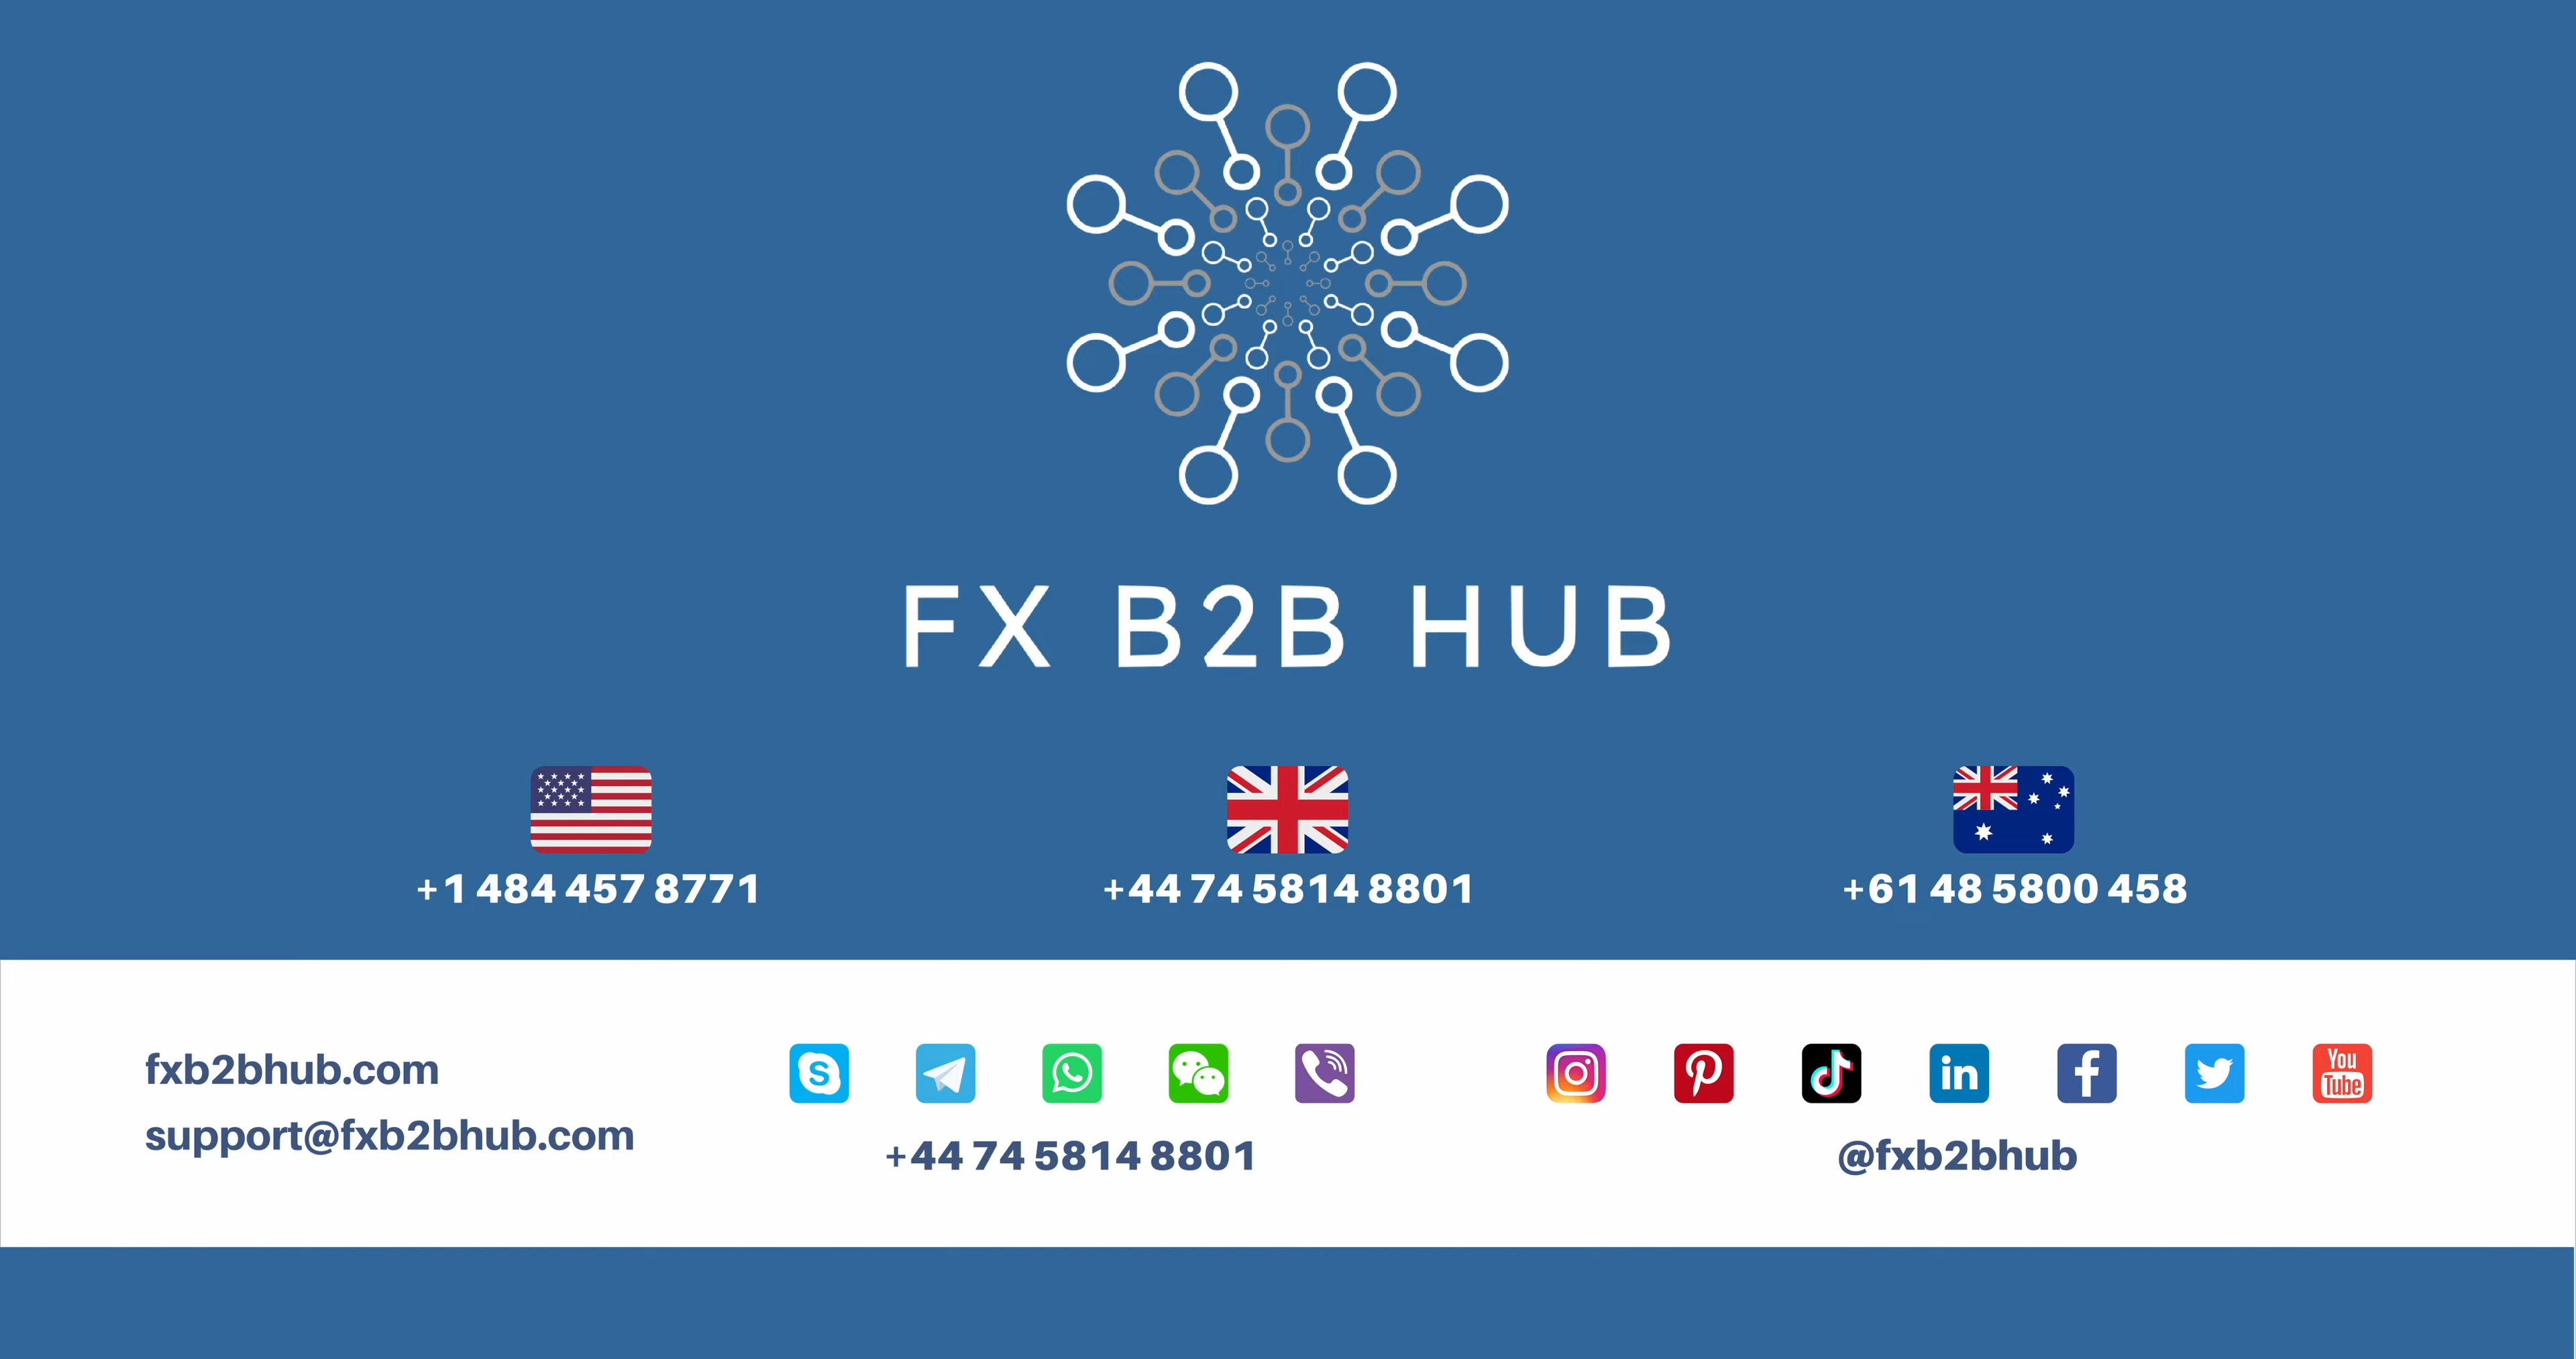 FX B2B HUB
+1 484 457 8771
+44 74 5814 8801
+61 48 5800 458
fxb2bhub.com
support@fxb2bhub.com
+44 74 5814 8801
You
Tube
@fxb2bhub